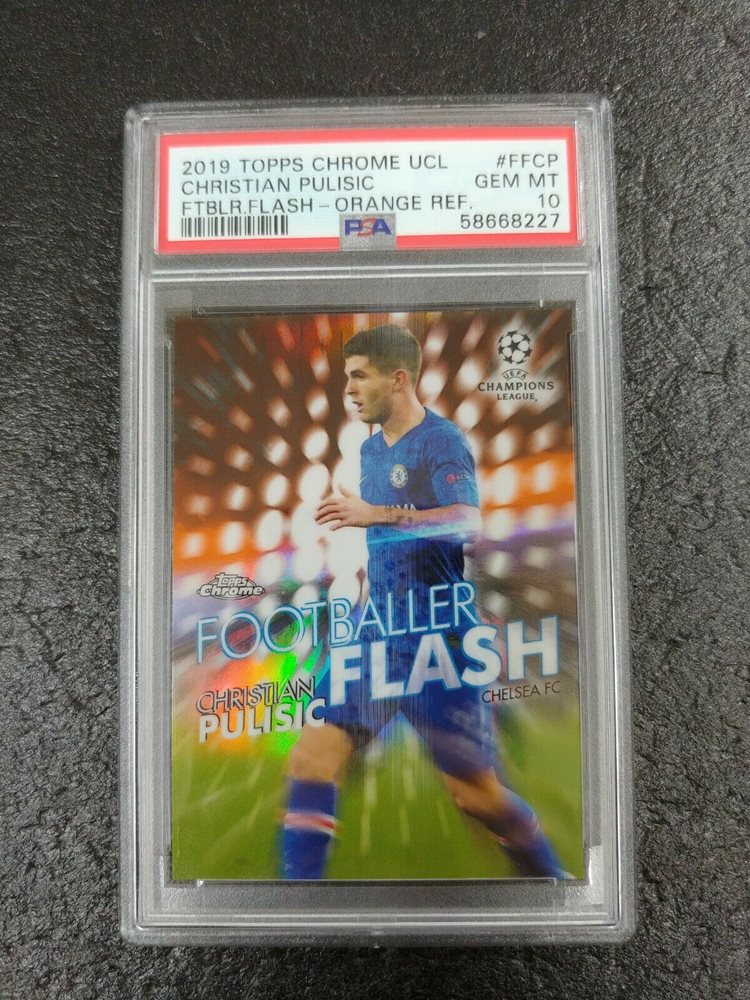 2019 TOPPS CHROME UCL #FFCP
CHRISTIAN PULISIC GEM MT
FTBLR.FLASH-ORANGE REF. 10
PSA 58668227
UEFA
CHAMPIONS
LEAGUE
Topps
Chrome
FOOTBALLER
FLASH
CHRISTIAN
PULISIC
CHELSEA FC